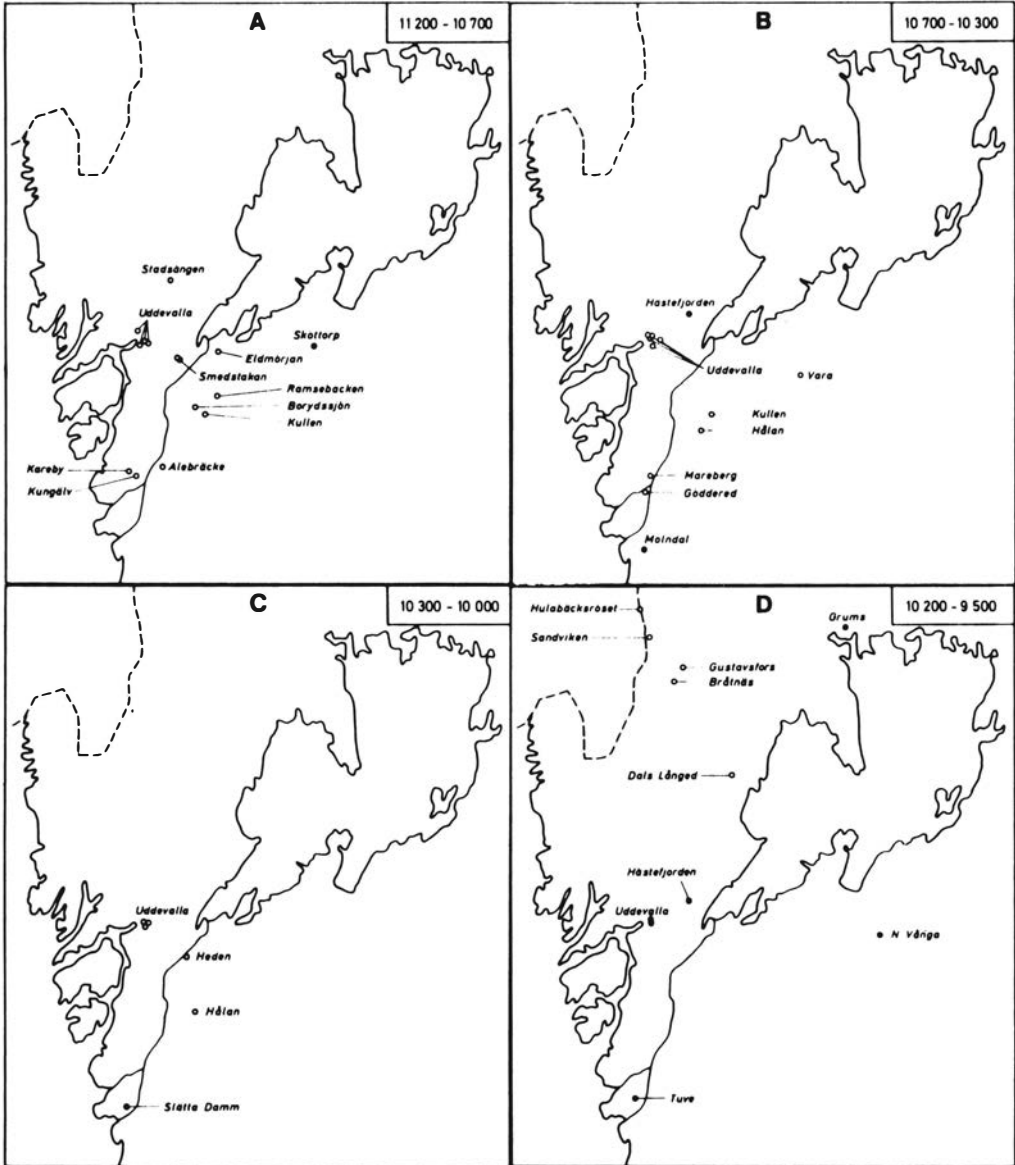 A
11 200 - 10 700
Stadsängen
Uddevalla
Skottorp
Eldmörjan
Smedstakan
Ramsebacken
Borydssjön
Kullen
Kareby
Alebräcke
Kungälv
B
10 700 - 10 300
Hästefjorden
Uddevalla
Vara
Kullen
Hålan
Mareberg
Göddered
Molndal
C
10 300 - 10 000
Uddevalla
Heden
Hålan
Slätta Damm
D
10 200 - 9 500
Hulabäcksröset
Grums
Sandviken
Gustavsfors
Bråtnäs
Dals Långed
Hästefjorden
Uddevalla
N Vånga
Tuve